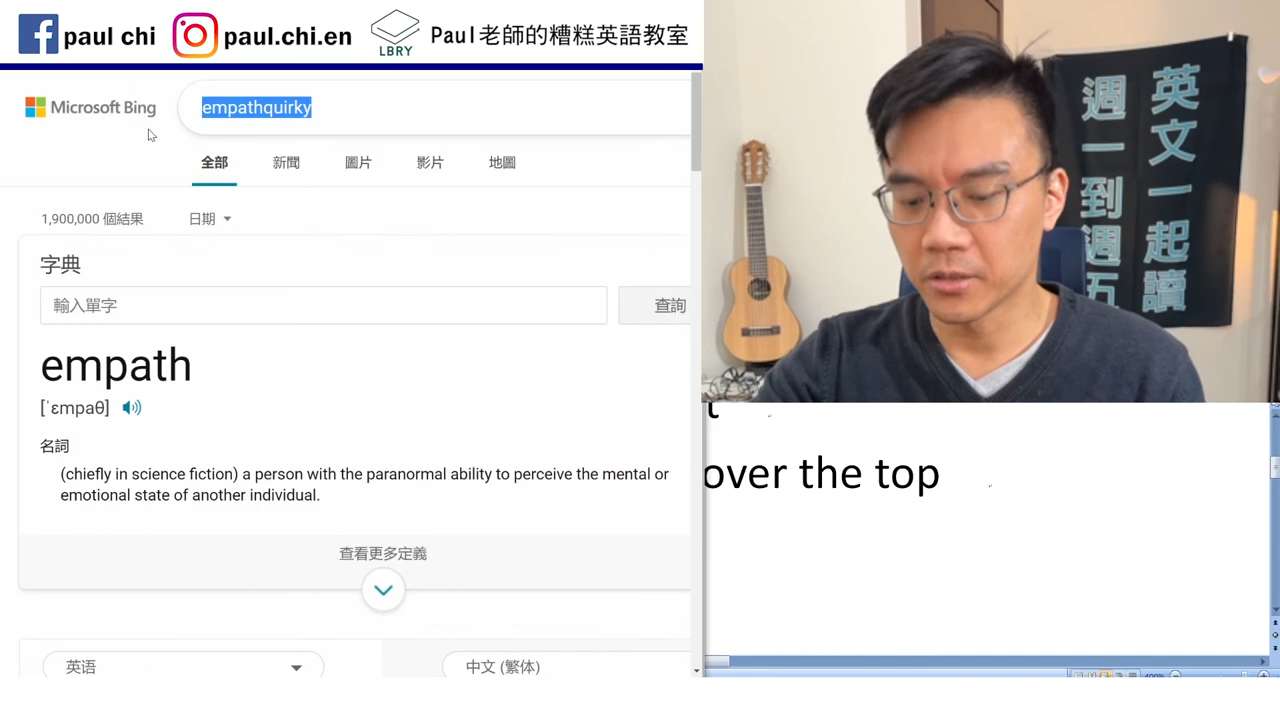 paul chi
paul.chi.en
LBRY
Paul老師的糟糕英語教室
Microsoft Bing
empathquirky
全部
新聞
圖片
影片
地圖
1,900,000 個結果
日期
字典
輸入單字
查詢
empath
[ˈɛmpaθ]
名詞
(chiefly in science fiction) a person with the paranormal ability to perceive the mental or
emotional state of another individual.
查看更多定義
英语
中文 (繁体)
英文一起讀
週一到週五
over the top
400%